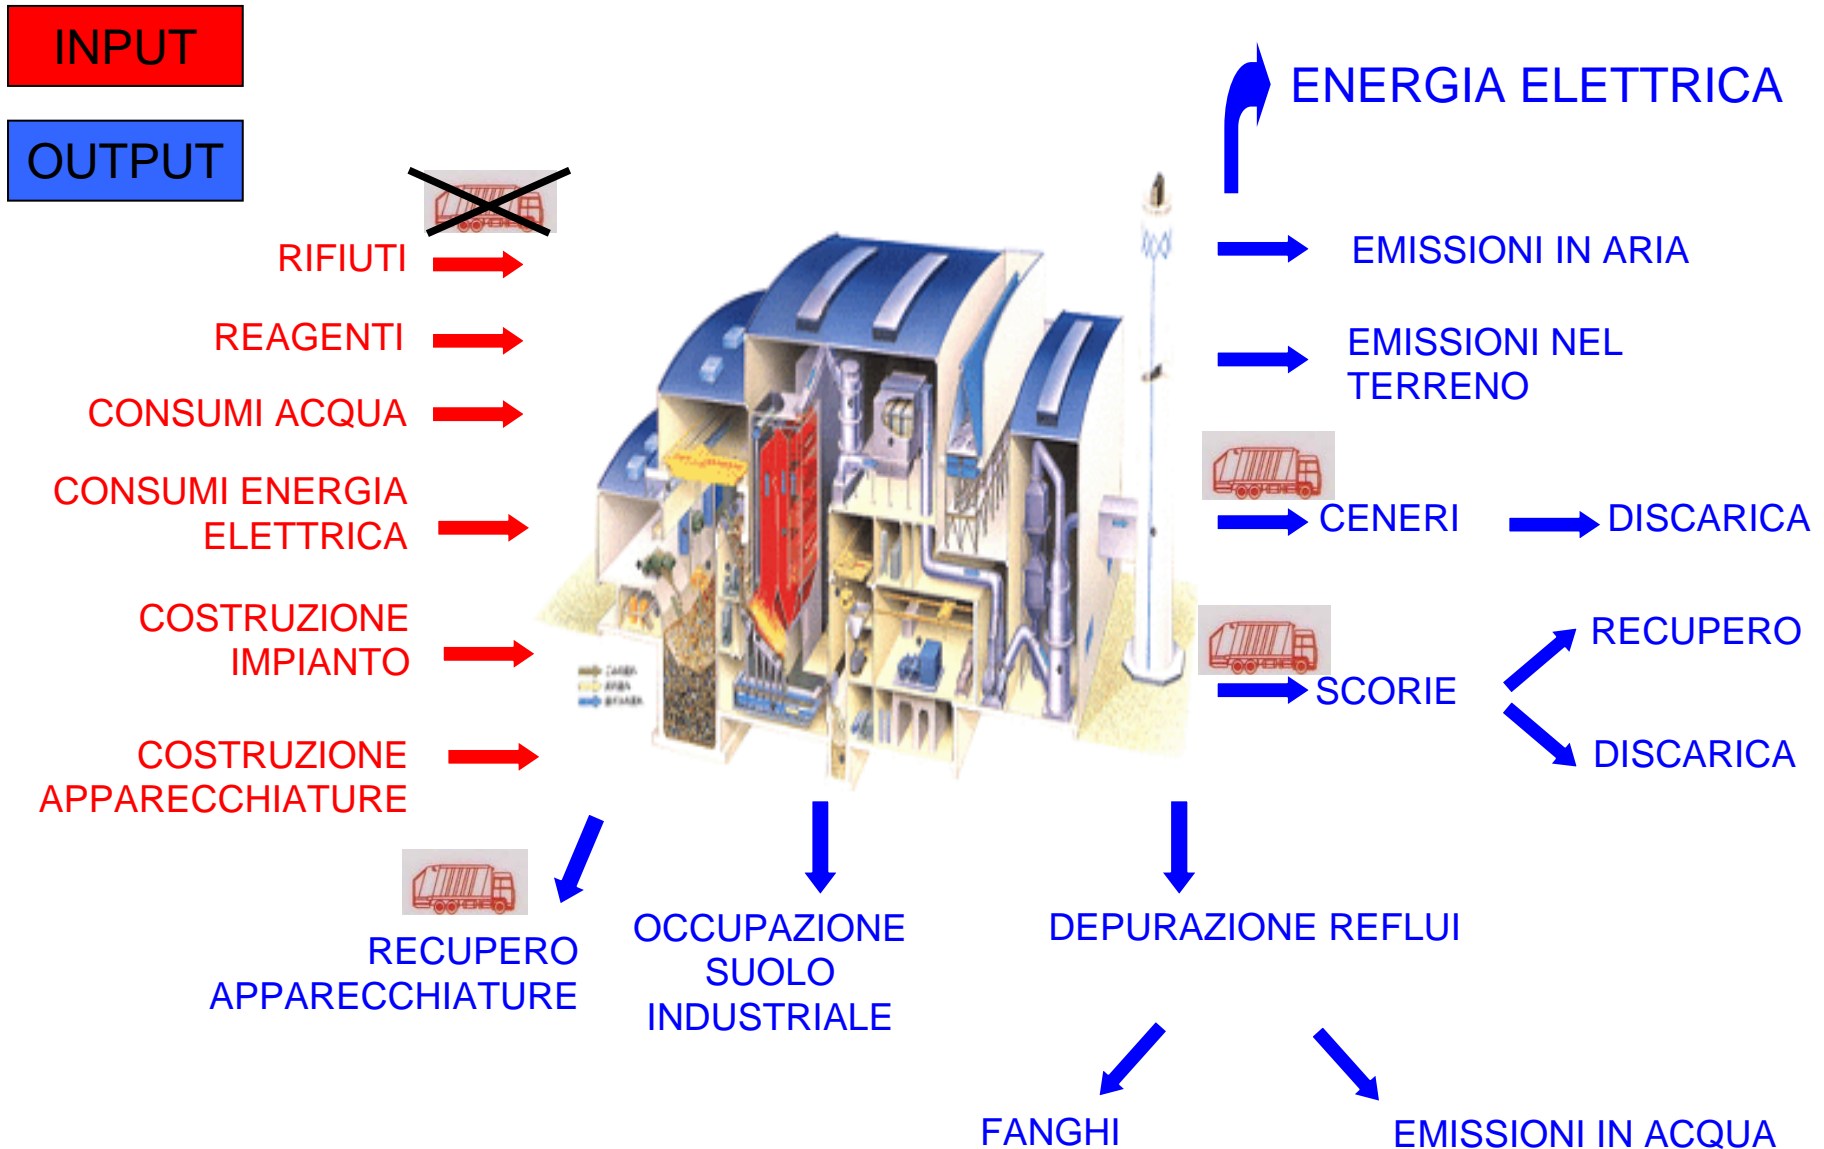 INPUT
OUTPUT
RIFIUTI
REAGENTI
CONSUMI ACQUA
CONSUMI ENERGIA
ELETTRICA
COSTRUZIONE
IMPIANTO
COSTRUZIONE
APPARECCHIATURE
ENERGIA ELETTRICA
EMISSIONI IN ARIA
EMISSIONI NEL
TERRENO
CENERI
DISCARICA
SCORIE
RECUPERO
DISCARICA
RECUPERO
APPARECCHIATURE
OCCUPAZIONE
SUOLO
INDUSTRIALE
DEPURAZIONE REFLUI
FANGHI
EMISSIONI IN ACQUA